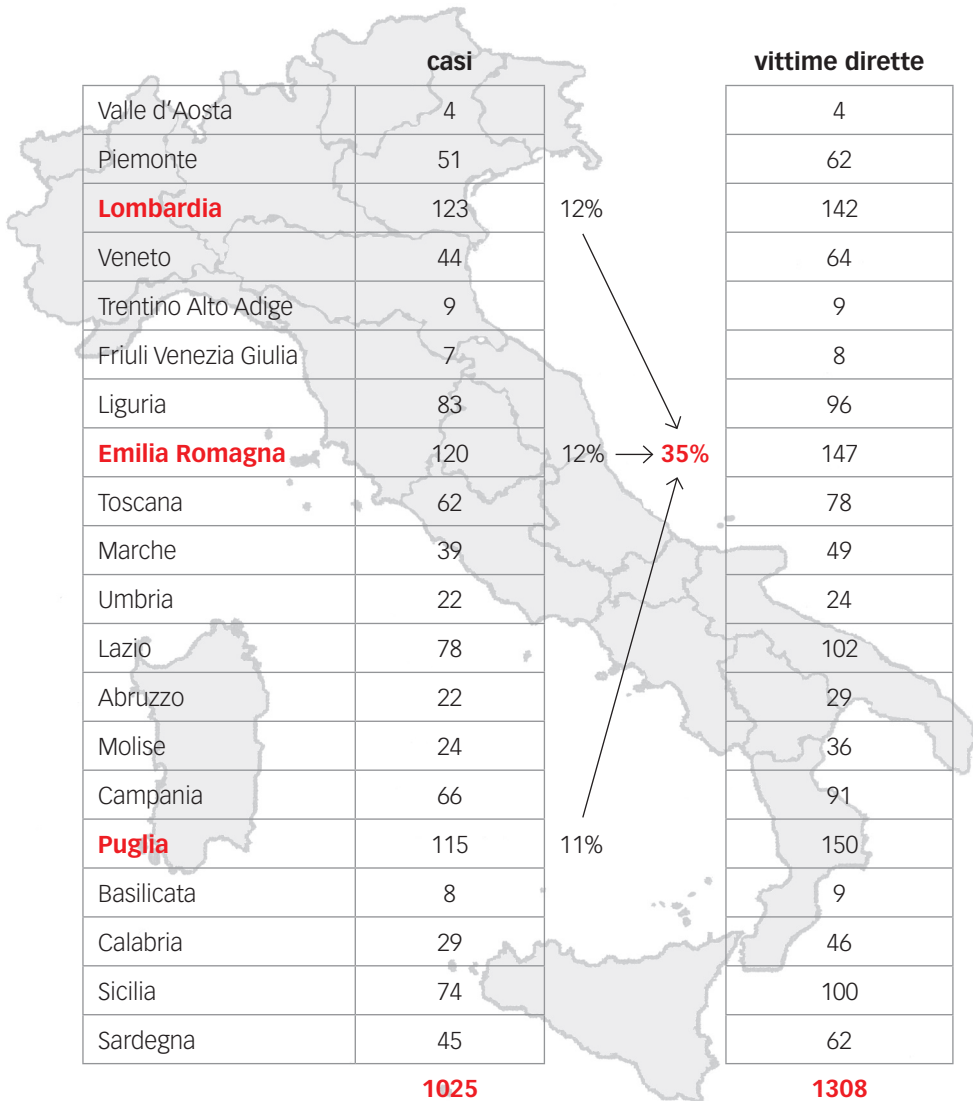 casi vittime dirette
Valle d'Aosta 4 4
Piemonte 51 62
Lombardia 123 12% 142
Veneto 44 64
Trentino Alto Adige 9 9
Friuli Venezia Giulia 7 8
Liguria 83 96
Emilia Romagna 120 12% 35% 147
Toscana 62 78
Marche 39 49
Umbria 22 24
Lazio 78 102
Abruzzo 22 29
Molise 24 36
Campania 66 91
Puglia 115 11% 150
Basilicata 8 9
Calabria 29 46
Sicilia 74 100
Sardegna 45 62
1025 1308